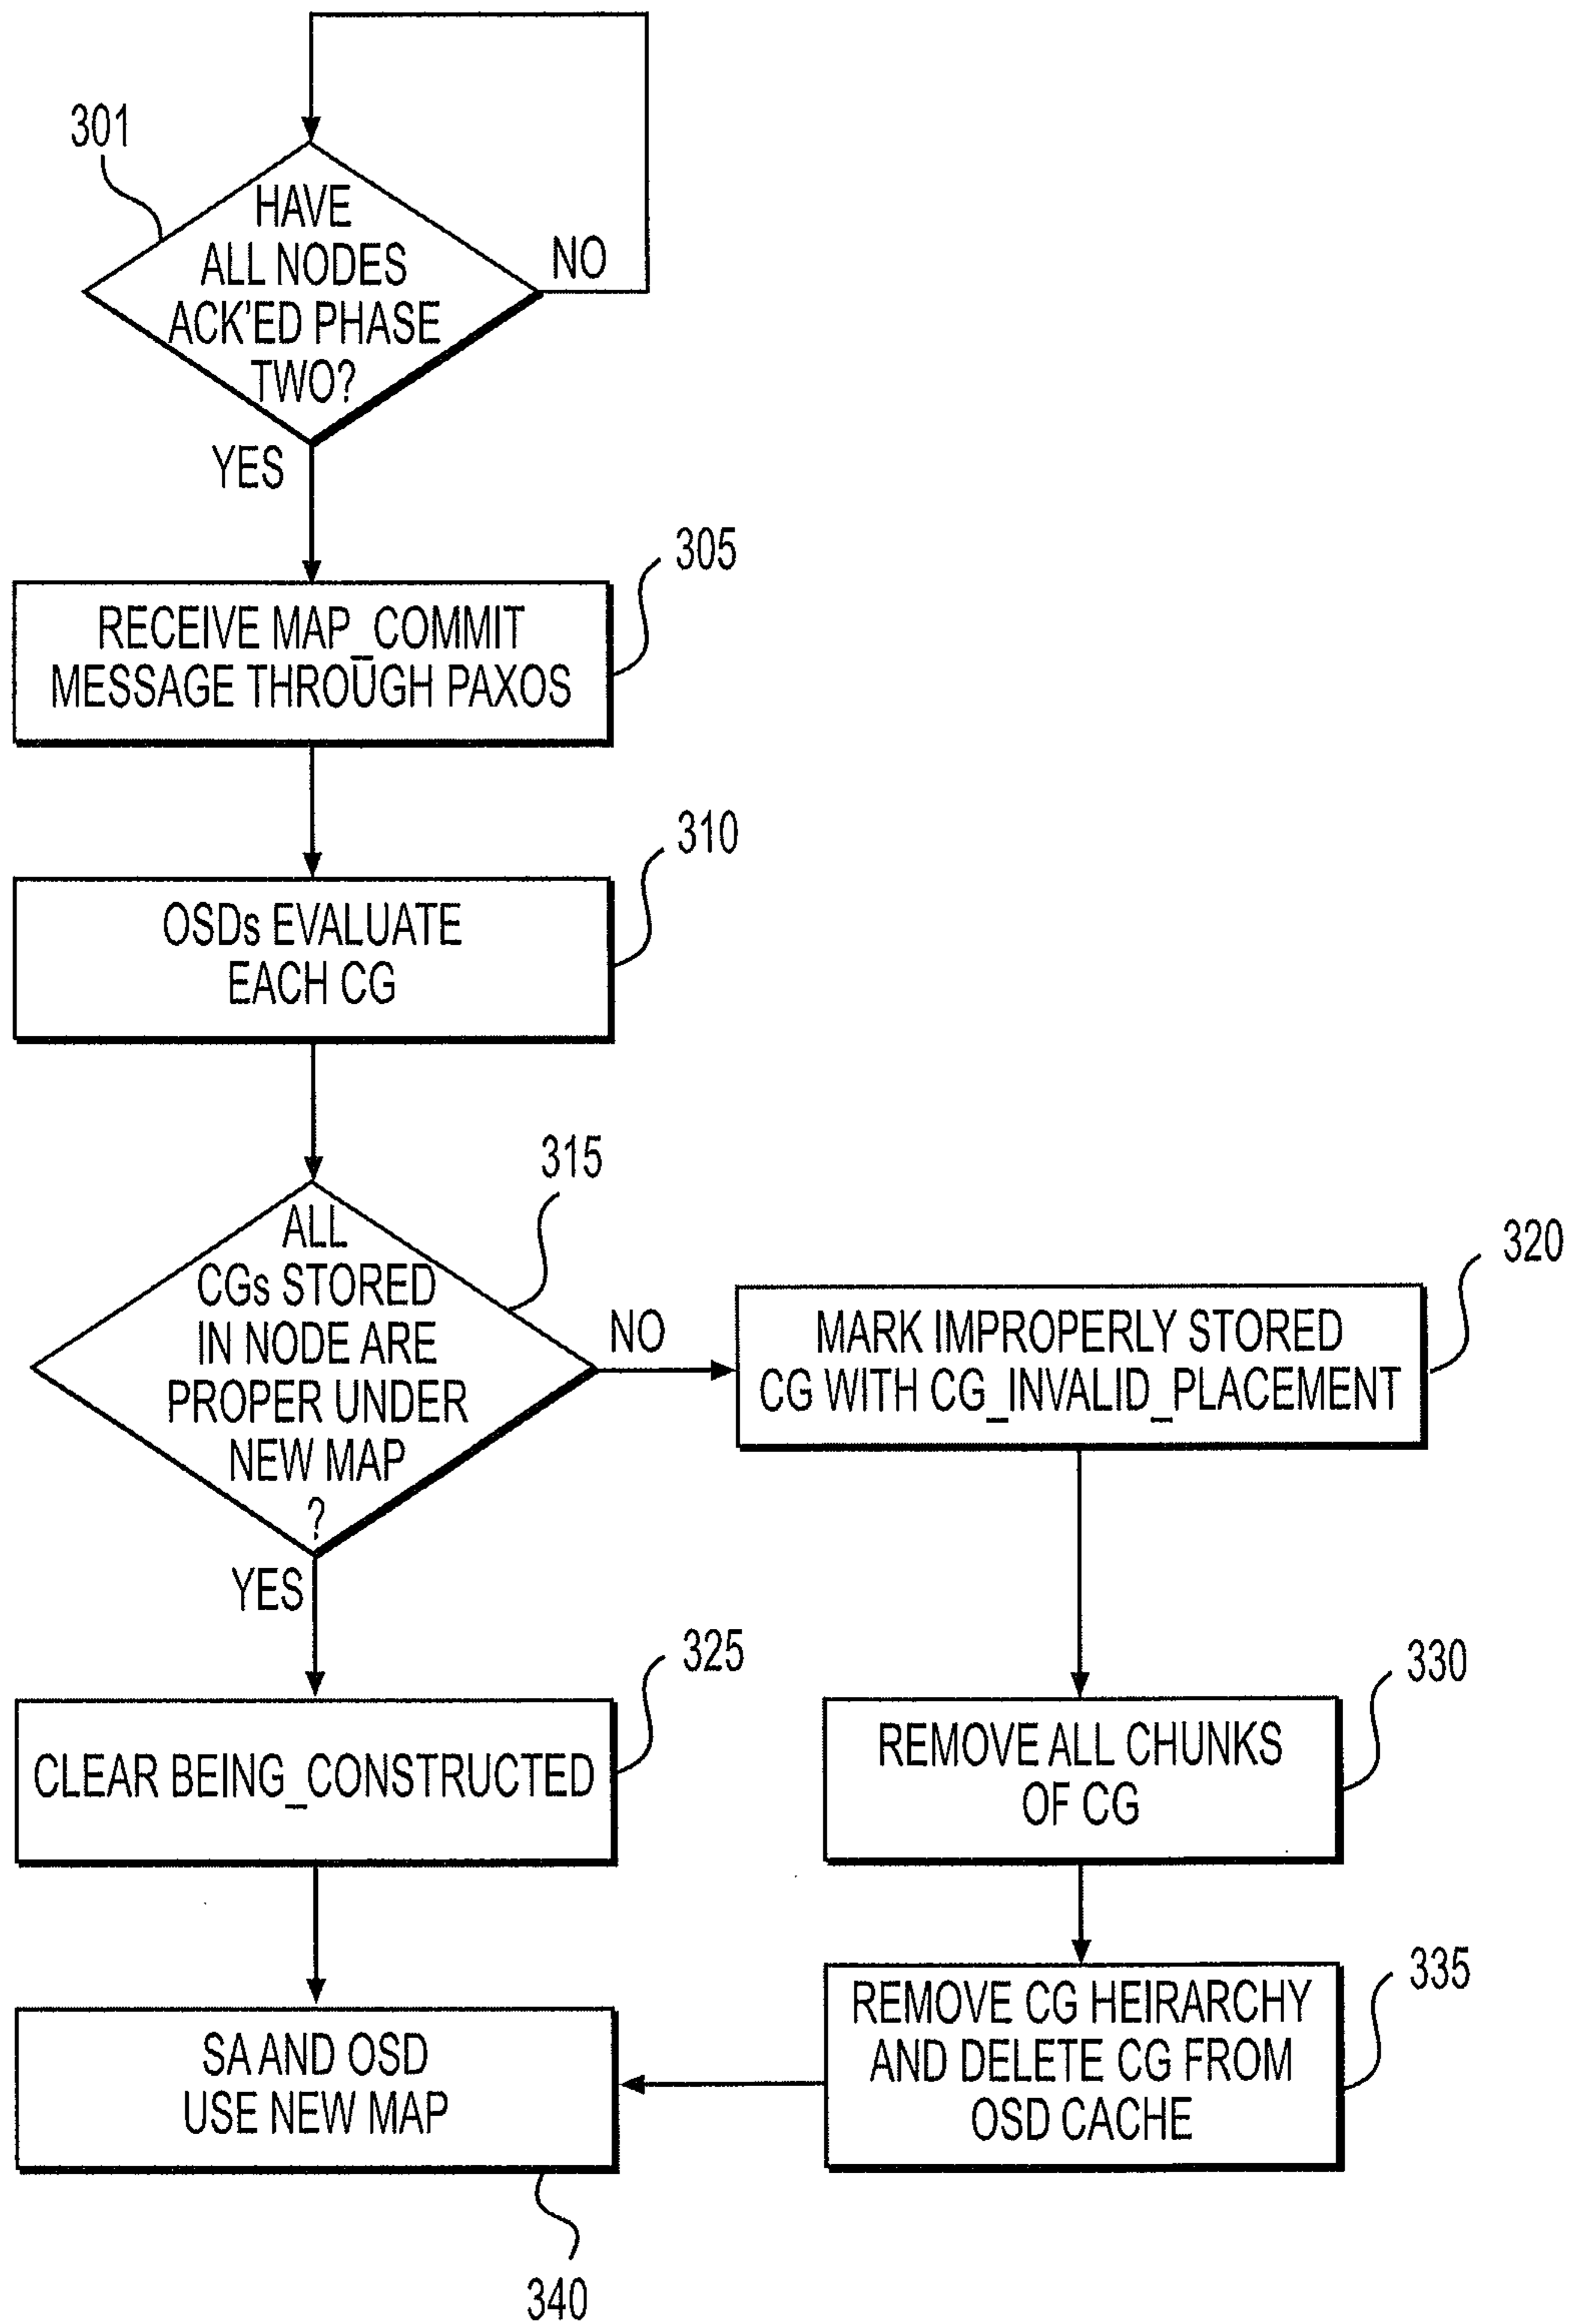 301
HAVE
ALL NODES
ACK'ED PHASE
TWO?
NO
YES
305
RECEIVE MAP_COMMIT
MESSAGE THROUGH PAXOS
310
OSDs EVALUATE
EACH CG
315
ALL
CGs STORED
IN NODE ARE
PROPER UNDER
NEW MAP
?
NO
YES
320
MARK IMPROPERLY STORED
CG WITH CG_INVALID_PLACEMENT
325
CLEAR BEING_CONSTRUCTED
330
REMOVE ALL CHUNKS
OF CG
335
REMOVE CG HEIRARCHY
AND DELETE CG FROM
OSD CACHE
SA AND OSD
USE NEW MAP
340